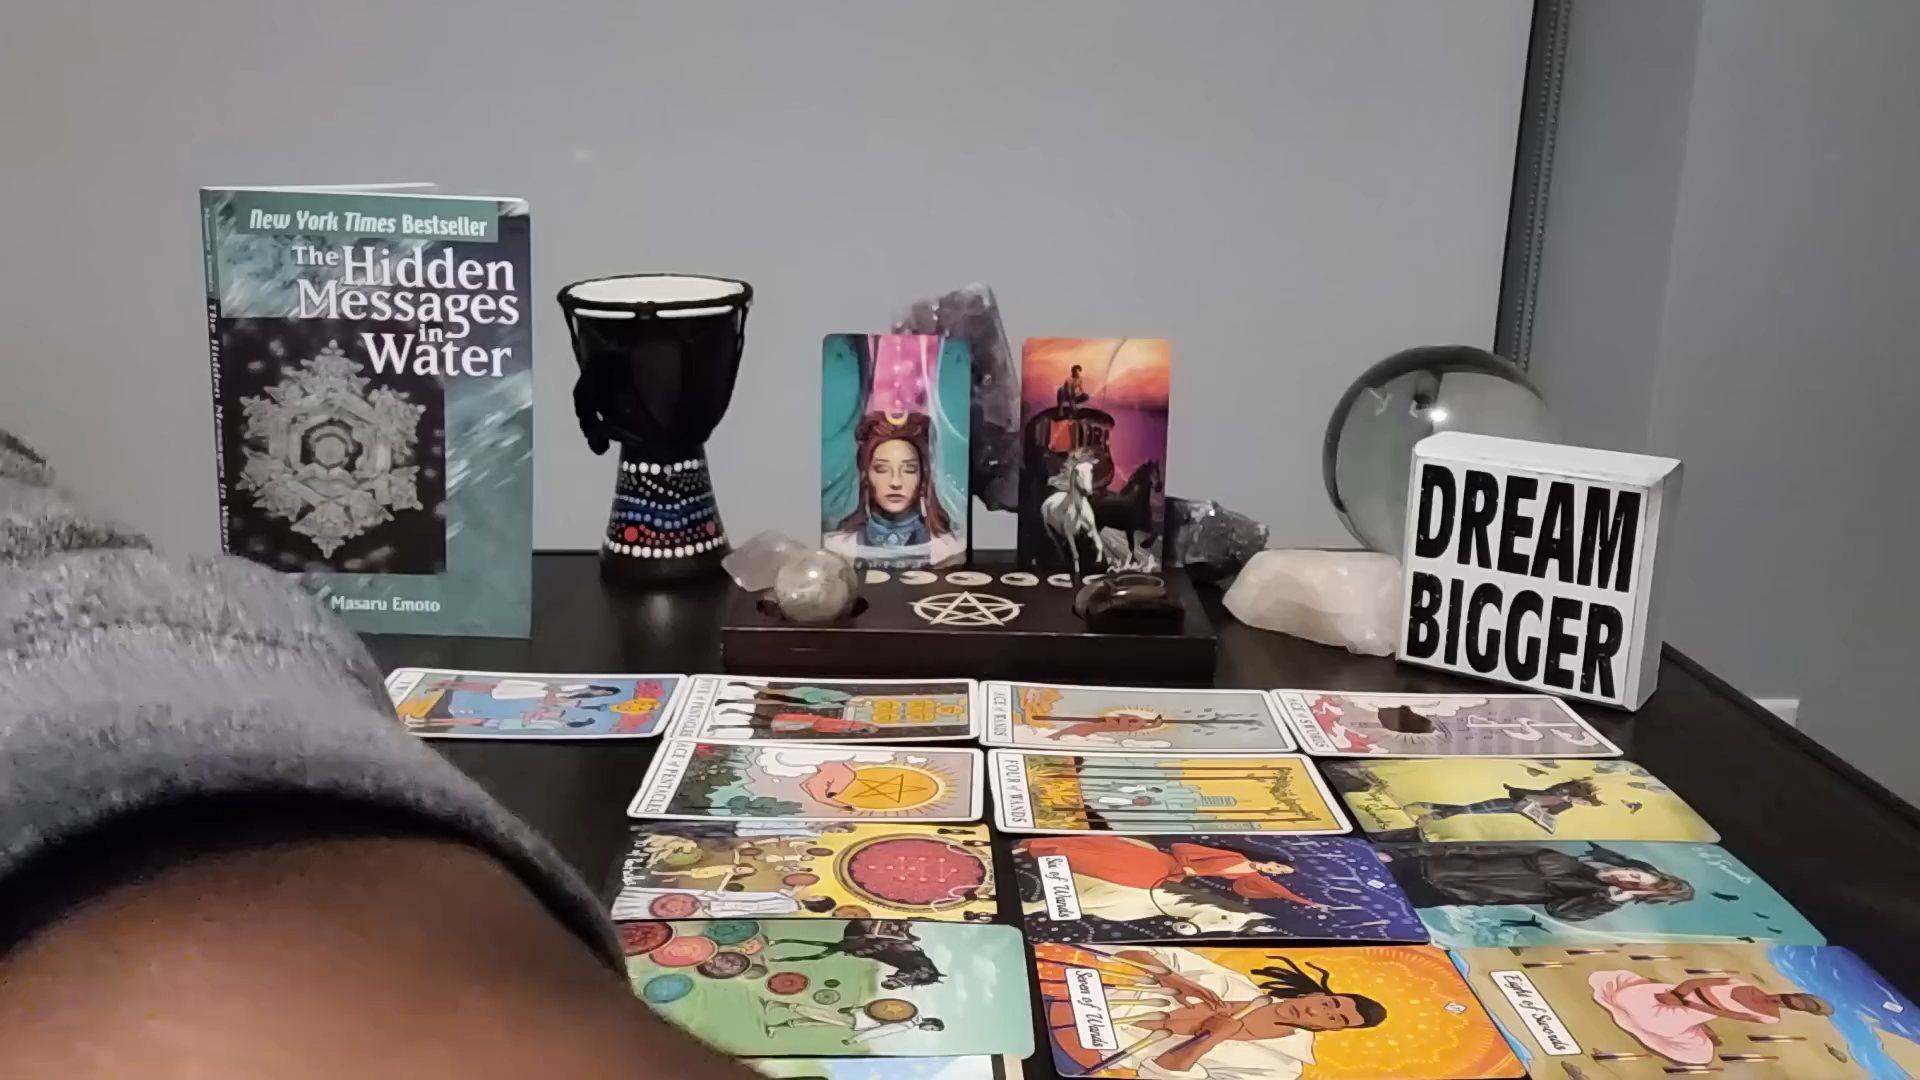 New York Times Bestseller
The Hidden
Messages
in
Water
Masaru Emoto
The Hidden Messages in Water
DREAM
BIGGER
ACE of WANDS
ACE of SWORDS
ACE of PENTACLES
FOUR of WANDS
Six of Wands
Seven of Wands
Eight of Swords